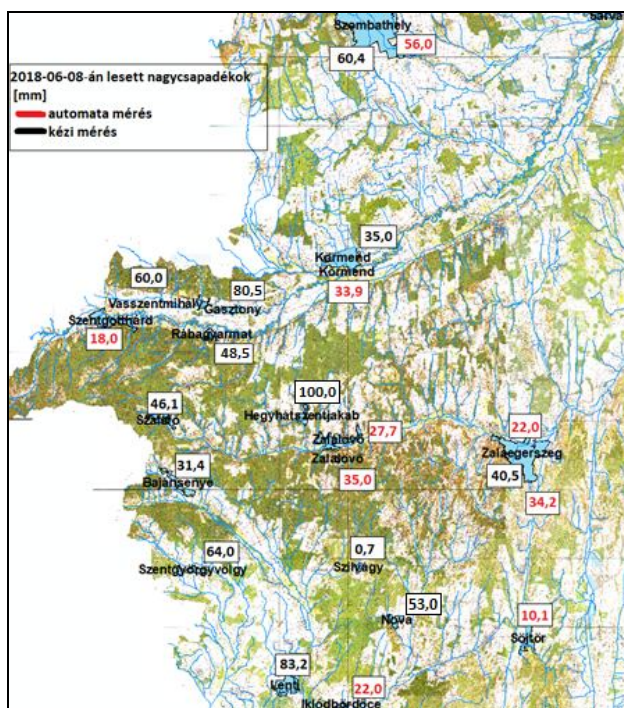 Szombathely
Sárvár
56,0
60,4
2018-06-08-án lesett nagycsapadékok
[mm]
automata mérés
kézi mérés
35,0
Körmend
Körmend
33,9
60,0
80,5
Vasszentmihály
Gasztony
Szentgotthárd
18,0
Rábagyarmat
48,5
46,1
Szalafő
100,0
Hegyhátszentjakab
27,7
Zalalövő
Zalalövő
35,0
22,0
Zalaegerszeg
40,5
34,2
31,4
Bajánsenye
64,0
Szentgyörgyvölgy
0,7
Szilvágy
53,0
Nova
10,1
Söjtör
83,2
Lenti
22,0
Iklódbördőce